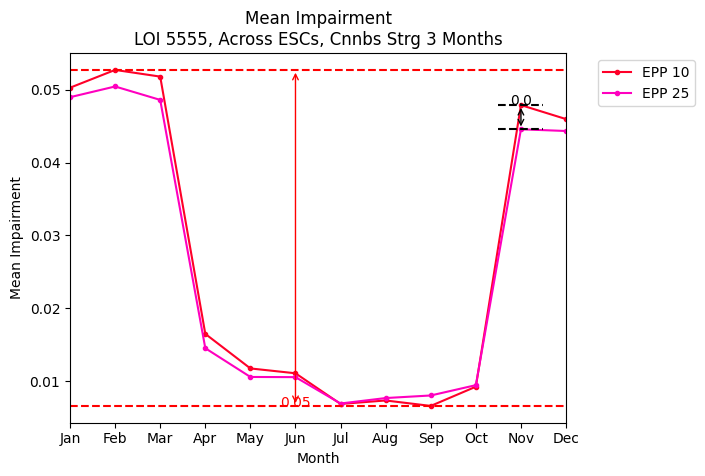 Mean Impairment
LOI 5555, Across ESCs, Cnnbs Strg 3 Months
EPP 10
EPP 25
0.0
0.05
0.04
0.03
0.02
0.01
0.05
Mean Impairment
Jan Feb Mar Apr May Jun Jul Aug Sep Oct Nov Dec
Month